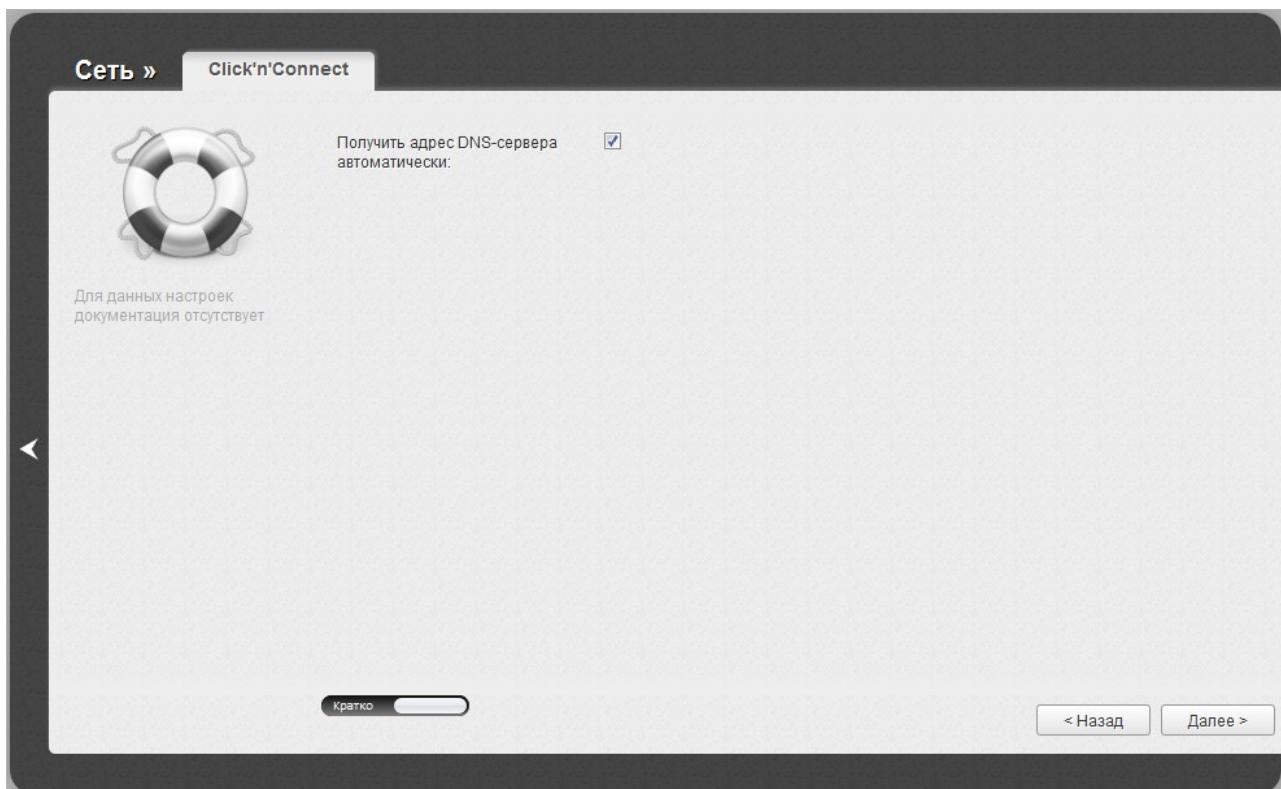 Сеть »
Click'n'Connect
Получить адрес DNS-сервера
автоматически:
Для данных настроек
документация отсутствует
Кратко
< Назад
Далее >